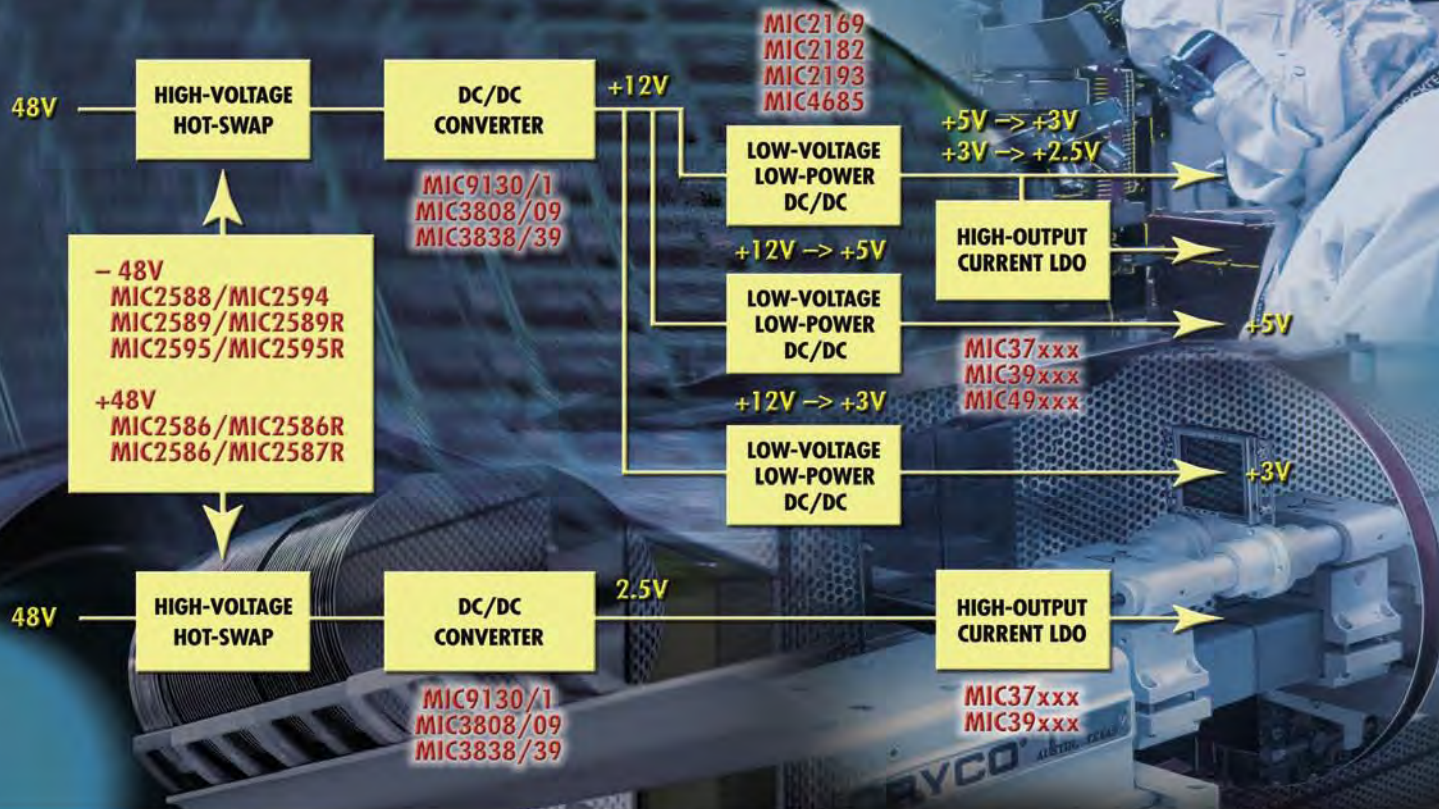 MIC2169
MIC2182
MIC2193
MIC4685
48V
HIGH-VOLTAGE
HOT-SWAP
DC/DC
CONVERTER
+12V
MIC9130/1
MIC3808/09
MIC3838/39
LOW-VOLTAGE
LOW-POWER
DC/DC
+5V –> +3V
+3V –> +2.5V
HIGH-OUTPUT
CURRENT LDO
– 48V
MIC2588/MIC2594
MIC2589/MIC2589R
MIC2595/MIC2595R
+48V
MIC2586/MIC2586R
MIC2586/MIC2587R
+12V –> +5V
LOW-VOLTAGE
LOW-POWER
DC/DC
+5V
MIC37xxx
MIC39xxx
MIC49xxx
+12V –> +3V
LOW-VOLTAGE
LOW-POWER
DC/DC
+3V
48V
HIGH-VOLTAGE
HOT-SWAP
DC/DC
CONVERTER
2.5V
MIC9130/1
MIC3808/09
MIC3838/39
HIGH-OUTPUT
CURRENT LDO
MIC37xxx
MIC39xxx
RYCO
AUSTIN, TEXAS